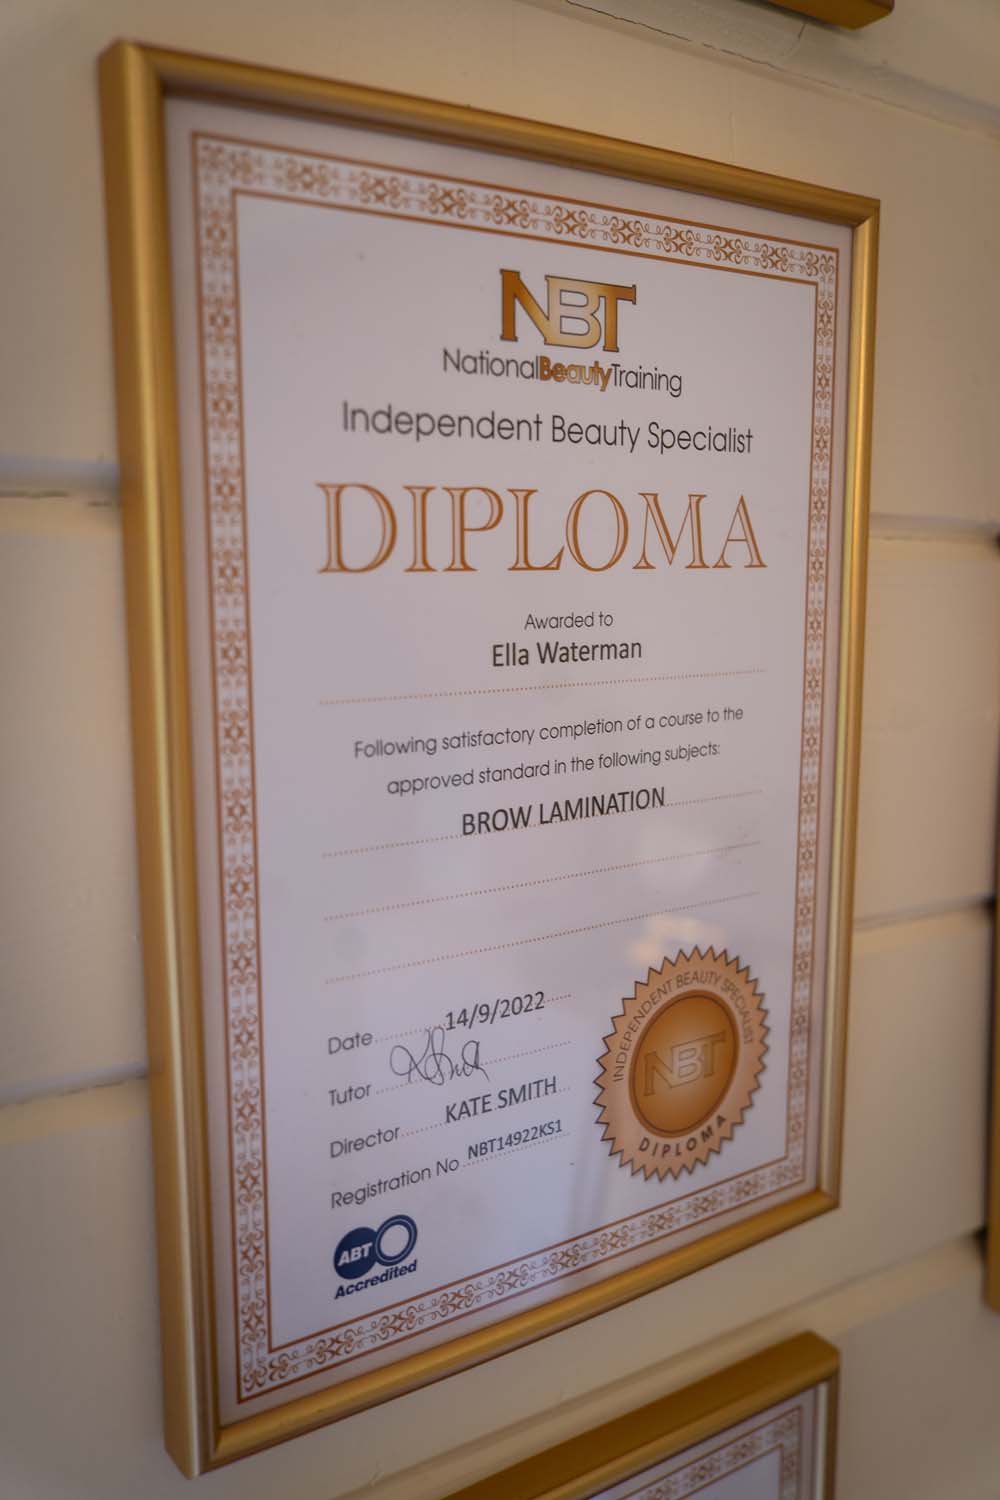 NBT
NationalBeautyTraining
Independent Beauty Specialist
DIPLOMA
Awarded to
Ella Waterman
Following satisfactory completion of a course to the
approved standard in the following subjects:
BROW LAMINATION
Date 14/9/2022
Tutor
Director KATE SMITH
Registration No NBT14922KS1
INDEPENDENT BEAUTY SPECIALIST
NBT
DIPLOMA
ABT
Accredited